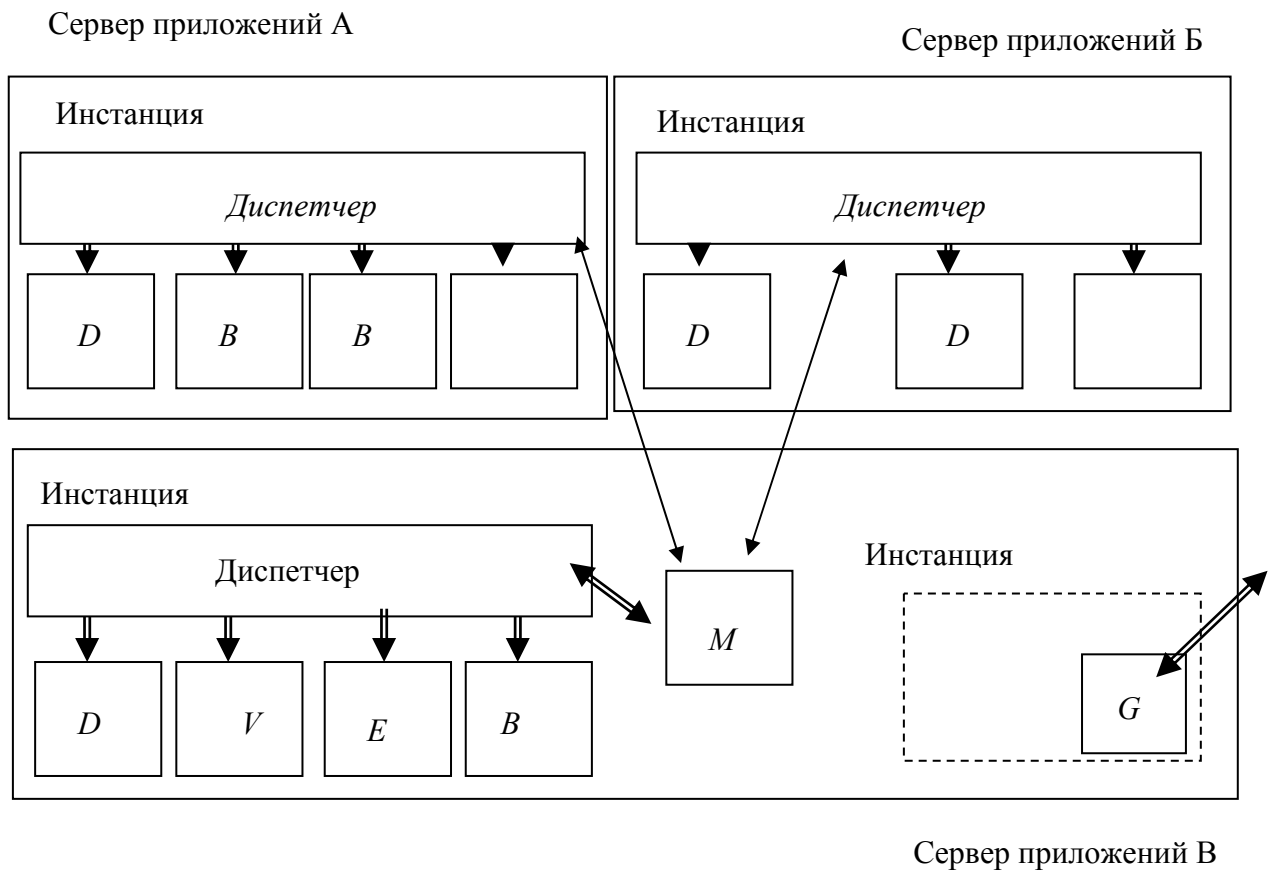 Сервер приложений А
Сервер приложений Б
Инстанция
Инстанция
Диспетчер
Диспетчер
D B B
D D
Инстанция
Диспетчер
Инстанция
M
G
D V E B
Сервер приложений В